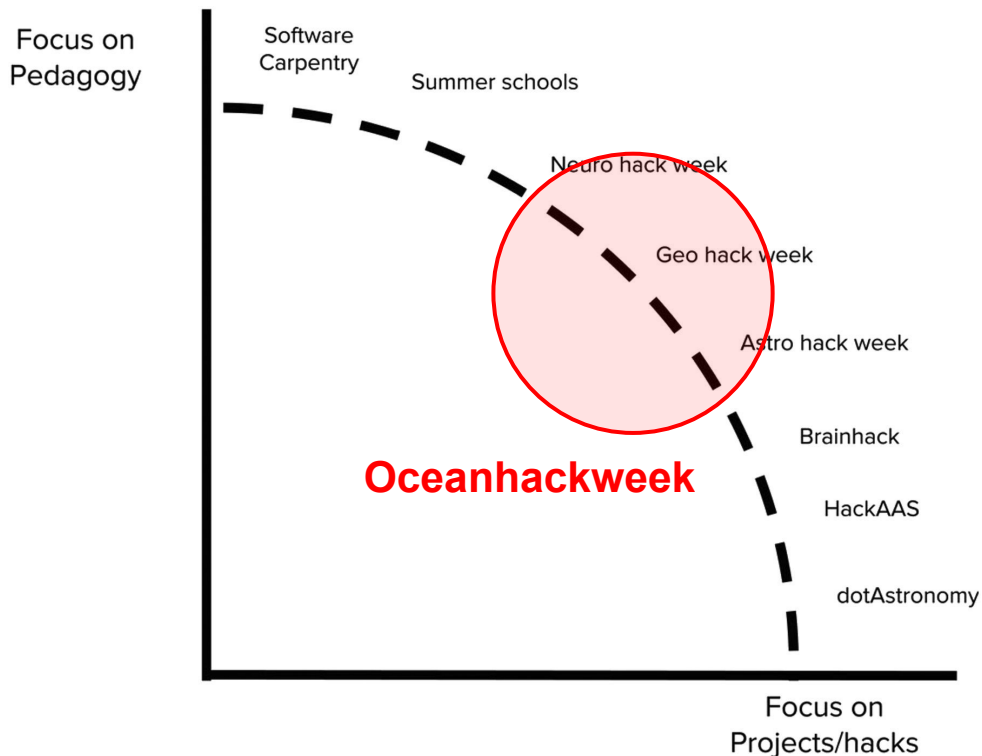 Focus on
Pedagogy
Software
Carpentry
Summer schools
Neuro hack week
Geo hack week
Astro hack week
Brainhack
Oceanhackweek
HackAAS
dotAstronomy
Focus on
Projects/hacks